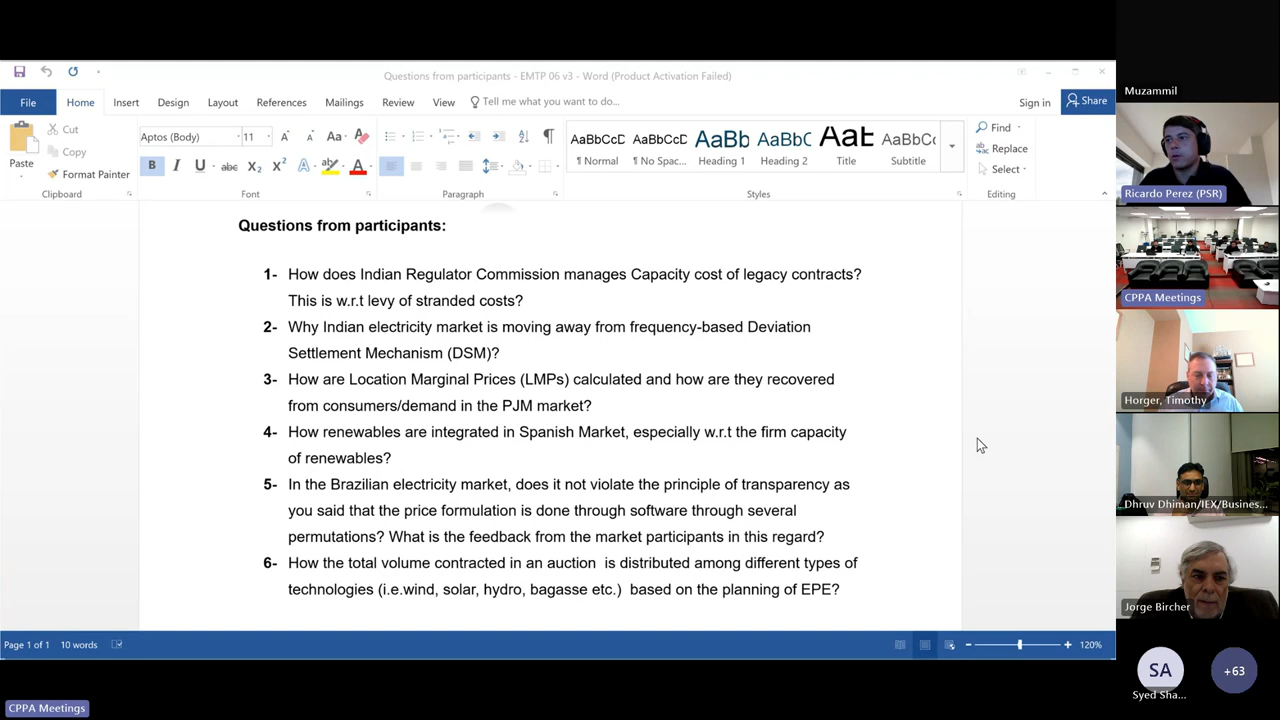 Questions from participants - EMTP 06 v3 - Word (Product Activation Failed)
File Home Insert Design Layout References Mailings Review View Tell me what you want to do... Sign in Share
Paste
Cut
Copy
Format Painter
Clipboard
Aptos (Body) 11
Font
Paragraph
AaBbCcD AaBbCcD AaBb AaBbC AaB AaBbCc
¶ Normal ¶ No Spac... Heading 1 Heading 2 Title Subtitle
Styles
Find
Replace
Select
Editing
Questions from participants:
1- How does Indian Regulator Commission manages Capacity cost of legacy contracts?
This is w.r.t levy of stranded costs?
2- Why Indian electricity market is moving away from frequency-based Deviation
Settlement Mechanism (DSM)?
3- How are Location Marginal Prices (LMPs) calculated and how are they recovered
from consumers/demand in the PJM market?
4- How renewables are integrated in Spanish Market, especially w.r.t the firm capacity
of renewables?
5- In the Brazilian electricity market, does it not violate the principle of transparency as
you said that the price formulation is done through software through several
permutations? What is the feedback from the market participants in this regard?
6- How the total volume contracted in an auction is distributed among different types of
technologies (i.e.wind, solar, hydro, bagasse etc.) based on the planning of EPE?
Page 1 of 1 10 words
120%
CPPA Meetings
Muzammil
Ricardo Perez (PSR)
CPPA Meetings
Horger, Timothy
Dhruv Dhiman/IEX/Business...
Jorge Bircher
SA
Syed Sha...
+63